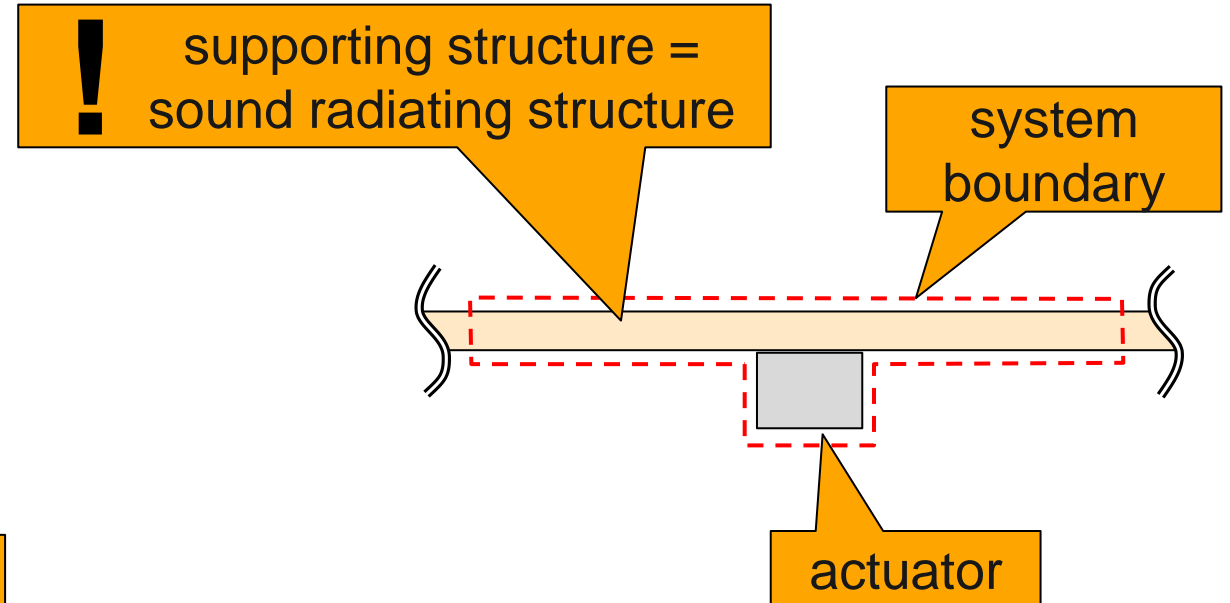 !
supporting structure =
sound radiating structure
system
boundary
actuator